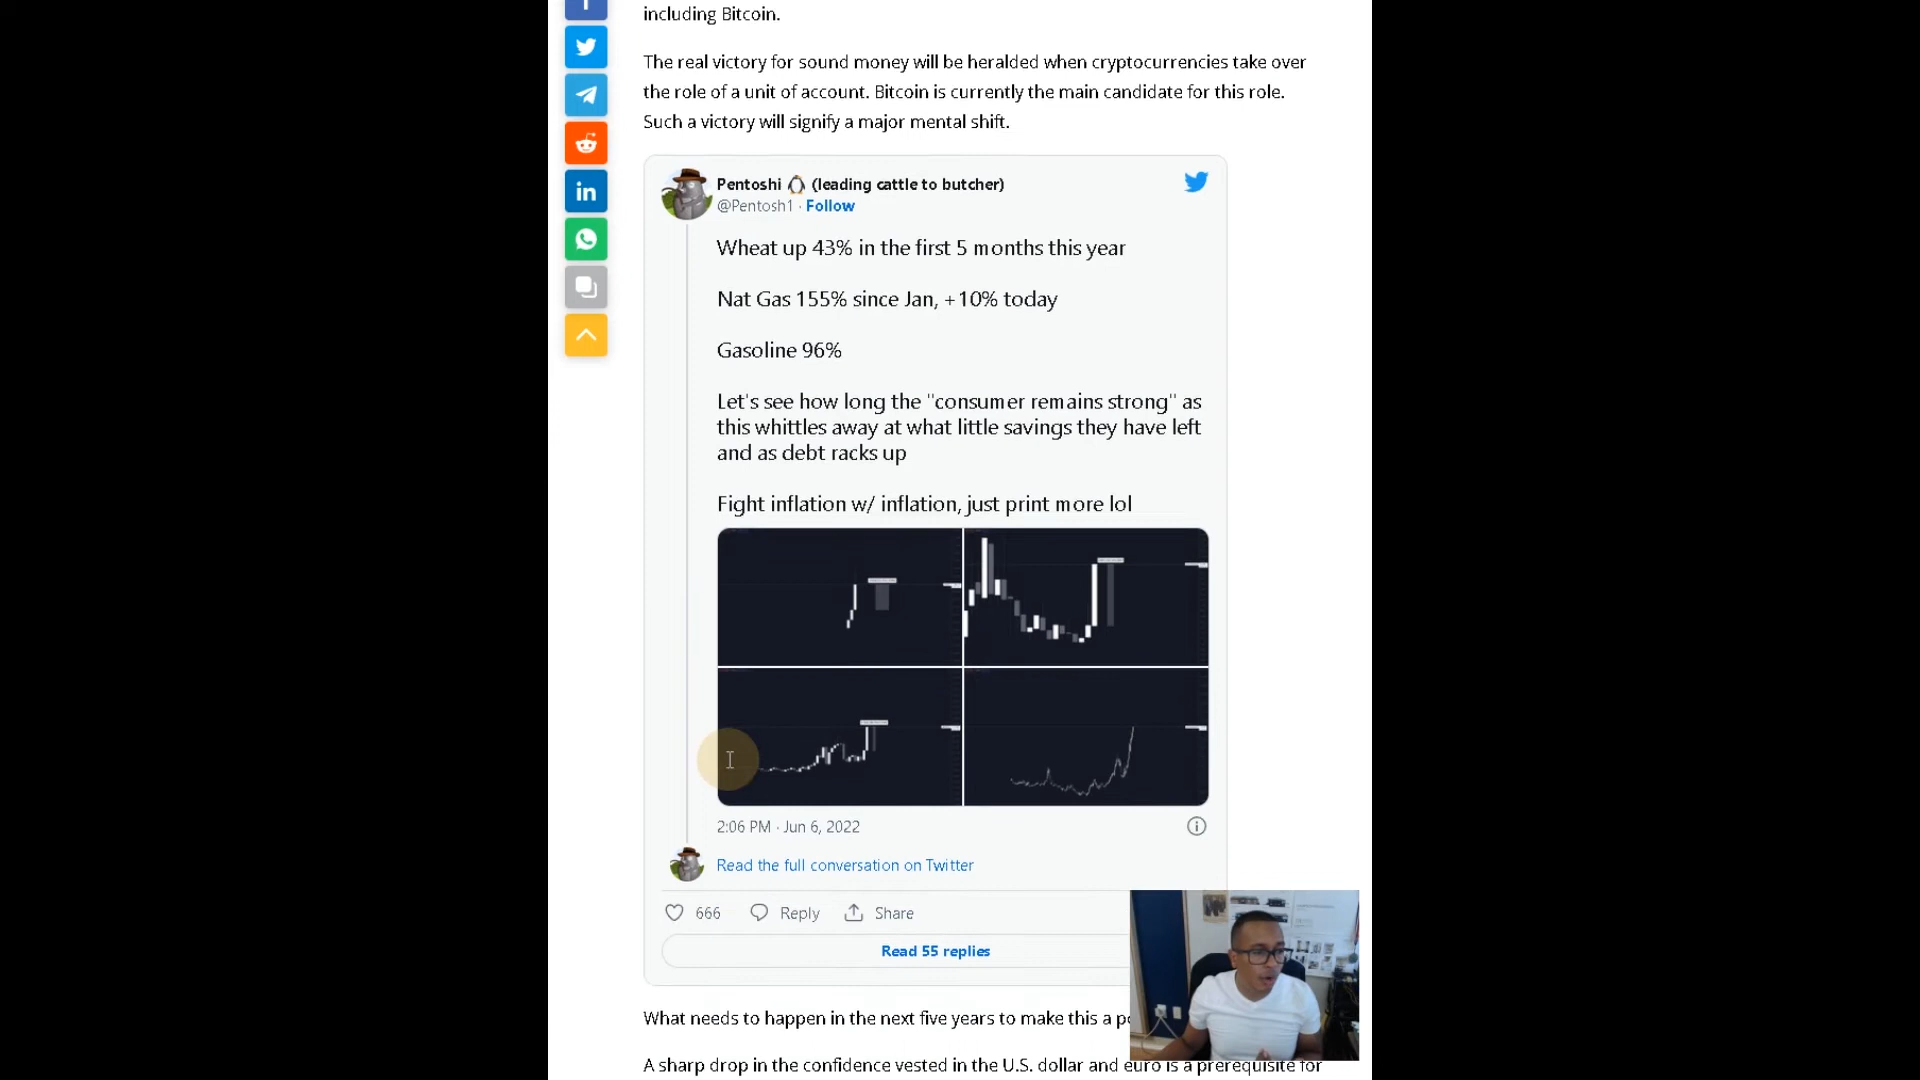 including Bitcoin.
The real victory for sound money will be heralded when cryptocurrencies take over
the role of a unit of account. Bitcoin is currently the main candidate for this role.
Such a victory will signify a major mental shift.
Pentoshi 🐧 (leading cattle to butcher)
@Pentosh1 · Follow
Wheat up 43% in the first 5 months this year
Nat Gas 155% since Jan, +10% today
Gasoline 96%
Let's see how long the "consumer remains strong" as
this whittles away at what little savings they have left
and as debt racks up
Fight inflation w/ inflation, just print more lol
2:06 PM · Jun 6, 2022
Read the full conversation on Twitter
666 Reply Share
Read 55 replies
What needs to happen in the next five years to make this a
A sharp drop in the confidence vested in the U.S. dollar and euro is a prerequisite for